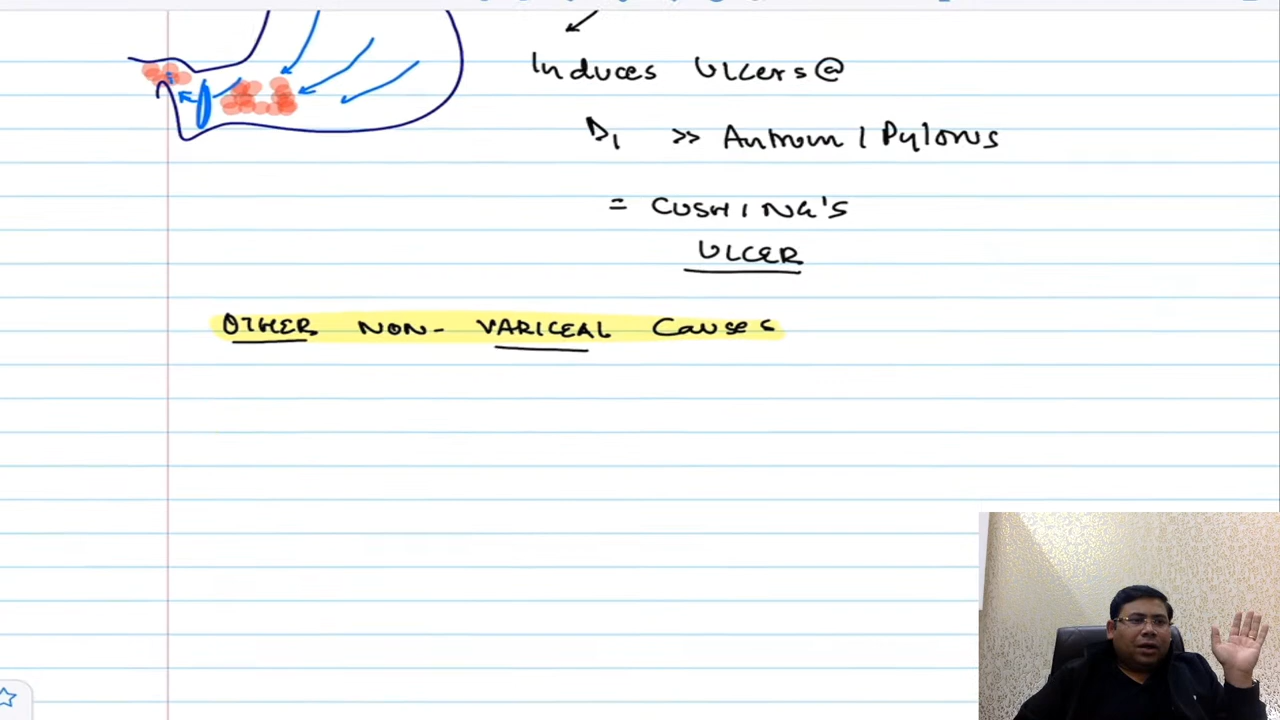 Induces Ulcers @
D1 >> Antrum / Pylorus
= CUSHING'S
ULCER
OTHER NON- VARICEAL Causes